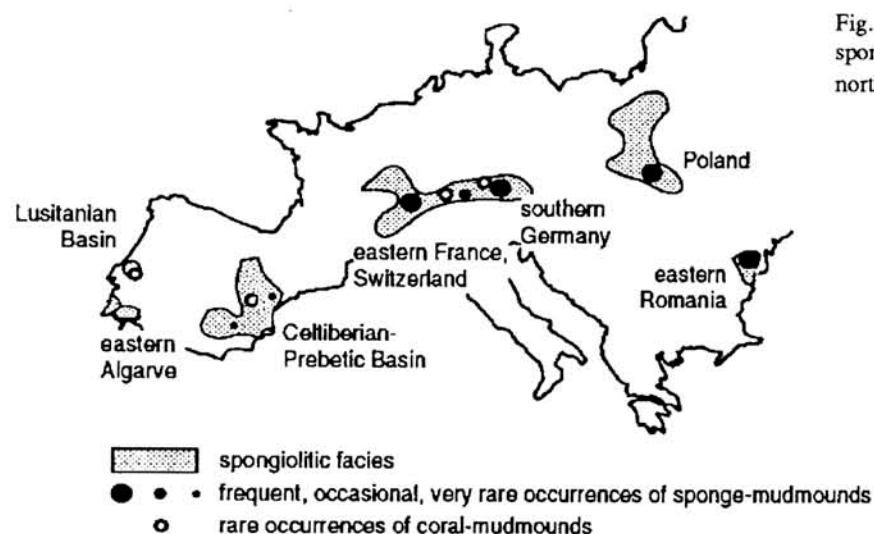 Fig.
spon
north
Poland
Lusitanian
Basin
southern
Germany
eastern France,
Switzerland
eastern
Romania
eastern
Algarve
Celtiberian-
Prebetic Basin
spongiolitic facies
frequent, occasional, very rare occurrences of sponge-mudmounds
rare occurrences of coral-mudmounds